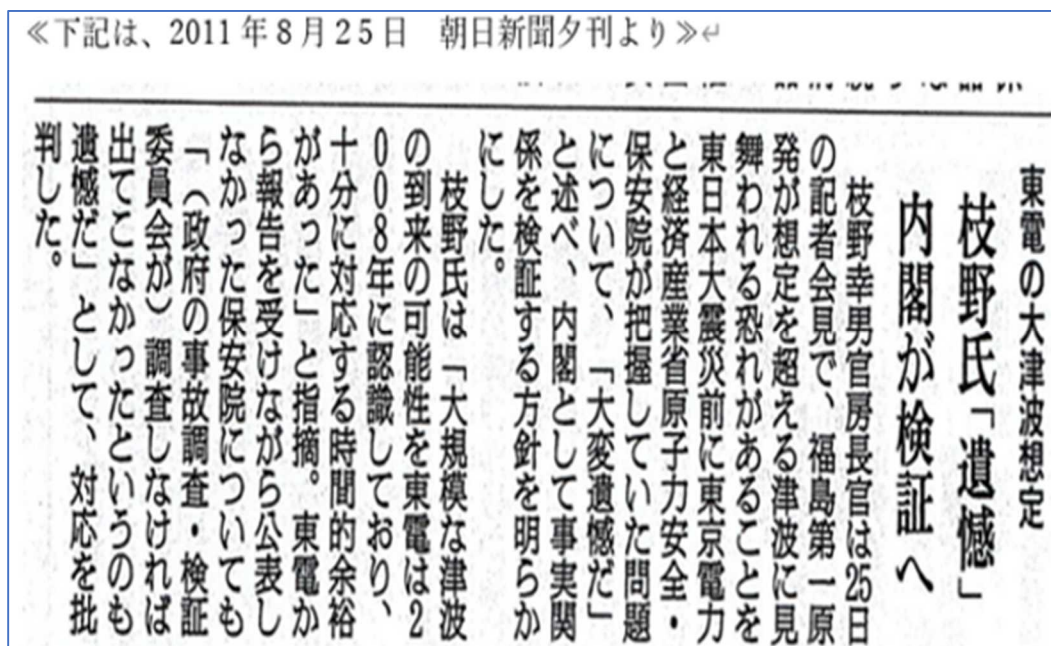 ≪下記は、2011年8月25日　朝日新聞夕刊より≫↵
東電の大津波想定
枝野氏「遺憾」
内閣が検証へ
枝野幸男官房長官は25日
の記者会見で、福島第一原
発が想定を超える津波に見
舞われる恐れがあることを
東日本大震災前に東京電力
と経済産業省原子力安全・
保安院が把握していた問題
について、「大変遺憾だ」
と述べ、内閣として事実関
係を検証する方針を明らか
にした。
枝野氏は「大規模な津波
の到来の可能性を東電は2
008年に認識しており、
十分に対応する時間的余裕
があった」と指摘。東電か
ら報告を受けながら公表し
なかった保安院についても
「（政府の事故調査・検証
委員会が）調査しなければ
出てこなかったというのも
遺憾だ」として、対応を批
判した。